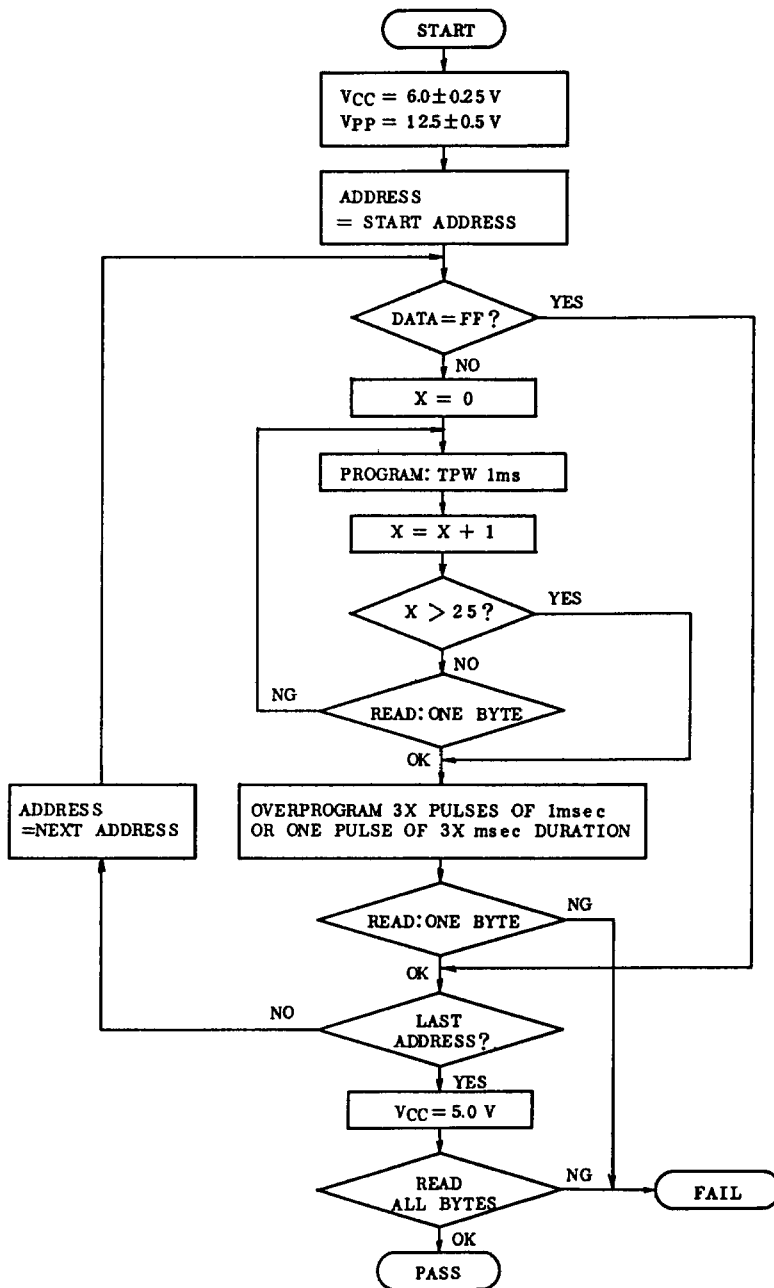 START
VCC = 6.0±0.25 V
VPP = 12.5±0.5 V
ADDRESS
= START ADDRESS
DATA=FF?
YES
NO
X = 0
PROGRAM: TPW 1ms
X = X + 1
X > 25?
YES
NO
NG
READ: ONE BYTE
OK
ADDRESS
=NEXT ADDRESS
OVERPROGRAM 3X PULSES OF 1msec
OR ONE PULSE OF 3X msec DURATION
READ: ONE BYTE
NG
OK
NO
LAST
ADDRESS?
YES
VCC=5.0 V
READ
ALL BYTES
NG
FAIL
OK
PASS